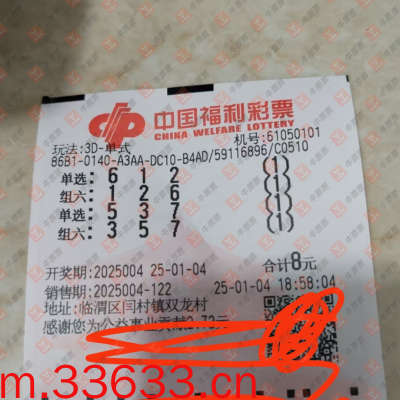 中国福利彩票
CHINA WELFARE LOTTERY
玩法:3D-单式 机号:61050101
86B1-0140-A3AA-DC10-B4AD/59116896/C0510
单选: 6 1 2 (1)
组六: 1 2 6 (1)
单选: 5 3 7 (1)
组六: 3 5 7 (1)
开奖期:2025004 25-01-04 合计8元
销售期:2025004-122 25-01-04 18:58:04
地址:临渭区闫村镇双龙村
感谢您为公益事业贡献2.72元
m.33633.cn